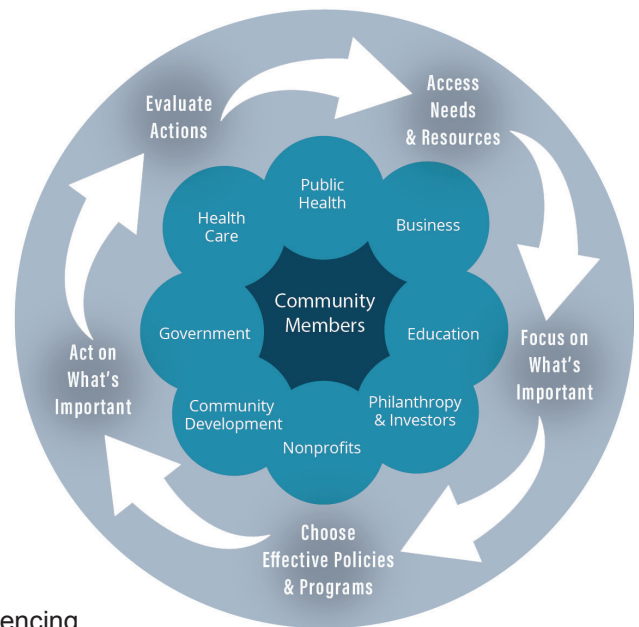 Evaluate
Actions
Access
Needs
& Resources
Focus on
What's
Important
Choose
Effective Policies
& Programs
Act on
What's
Important
Public
Health
Business
Education
Philanthropy
& Investors
Nonprofits
Community
Development
Government
Health
Care
Community
Members